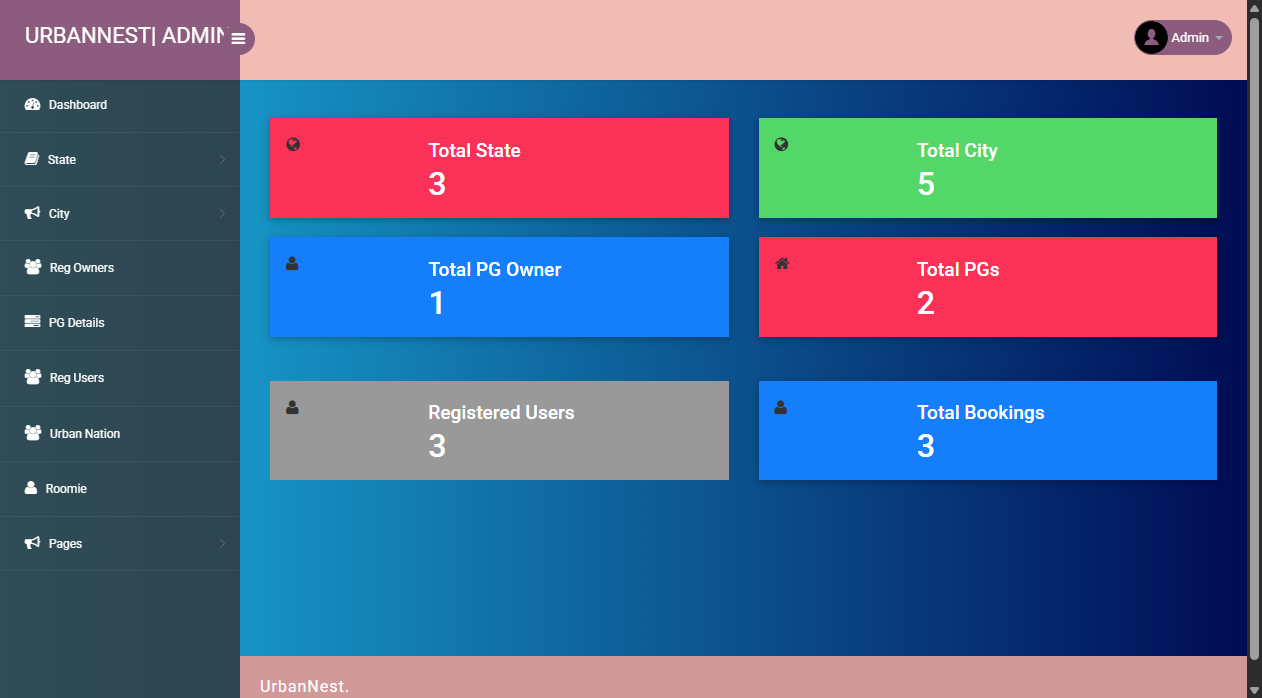 URBANNEST| ADMIN
Admin
Dashboard
State
City
Reg Owners
PG Details
Reg Users
Urban Nation
Roomie
Pages
Total State
3
Total City
5
Total PG Owner
1
Total PGs
2
Registered Users
3
Total Bookings
3
UrbanNest.